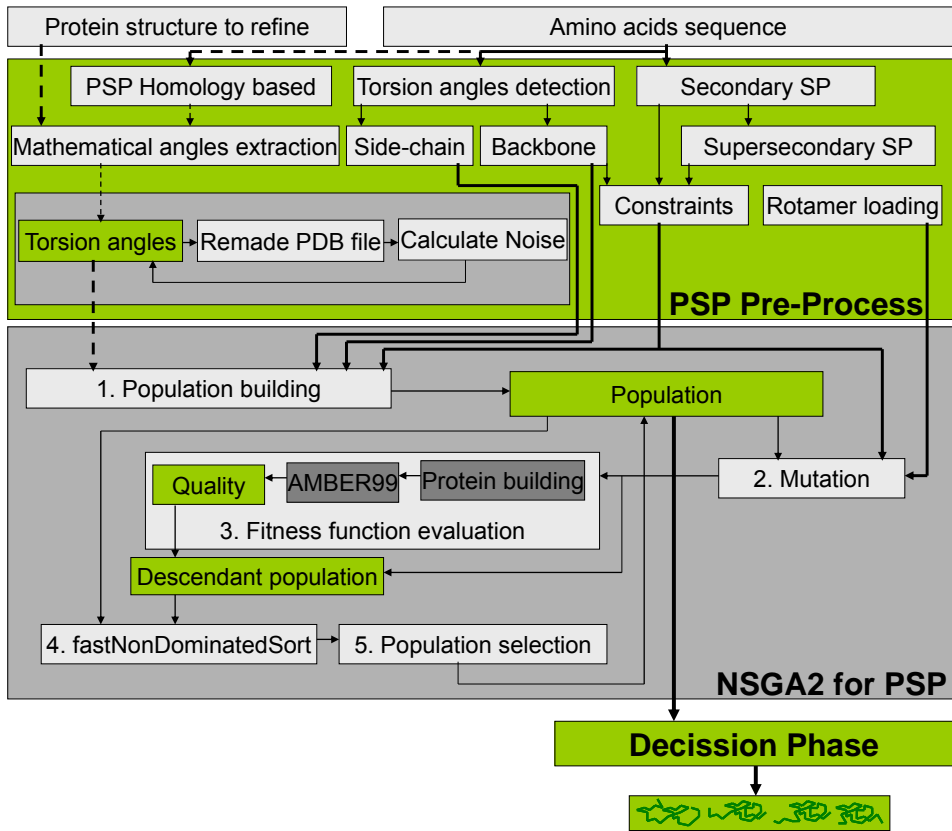 Protein structure to refine
Amino acids sequence
PSP Homology based
Torsion angles detection
Secondary SP
Mathematical angles extraction
Side-chain
Backbone
Supersecondary SP
Constraints
Rotamer loading
Torsion angles
Remade PDB file
Calculate Noise
PSP Pre-Process
1. Population building
Population
Quality
AMBER99
Protein building
2. Mutation
3. Fitness function evaluation
Descendant population
4. fastNonDominatedSort
5. Population selection
NSGA2 for PSP
Decission Phase